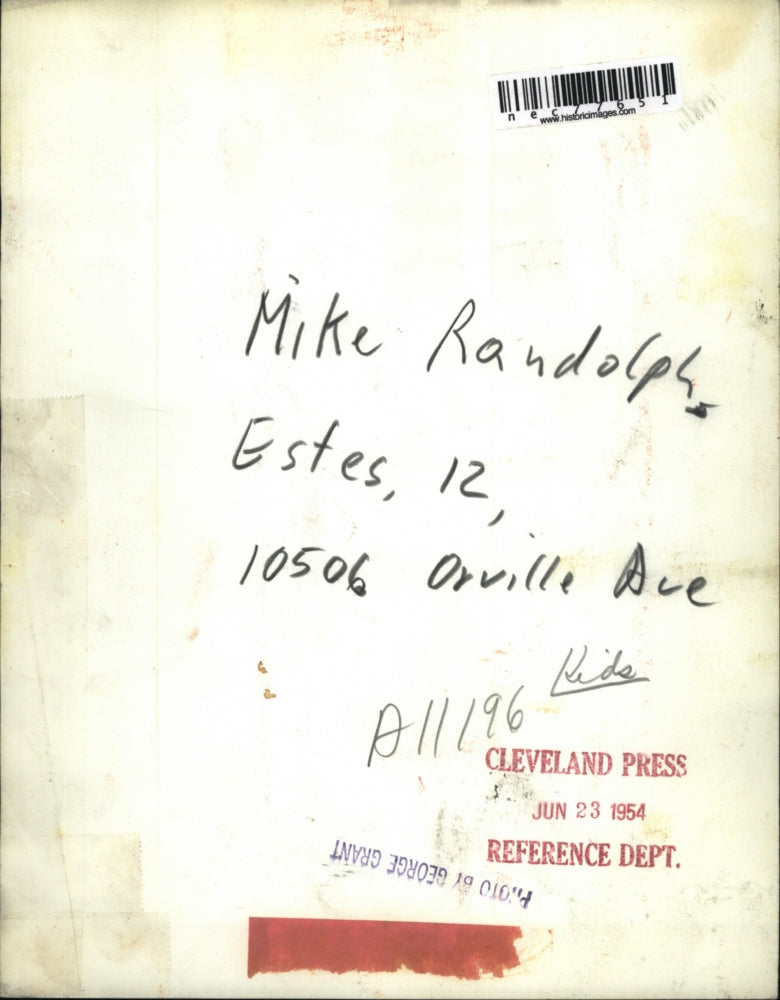 nec77651
www.historicimages.com
Mike Randolph
Estes, 12,
10506 Orville Ave
Kids
A11196
CLEVELAND PRESS
JUN 23 1954
REFERENCE DEPT.
PHOTO BY GEORGE GRANT